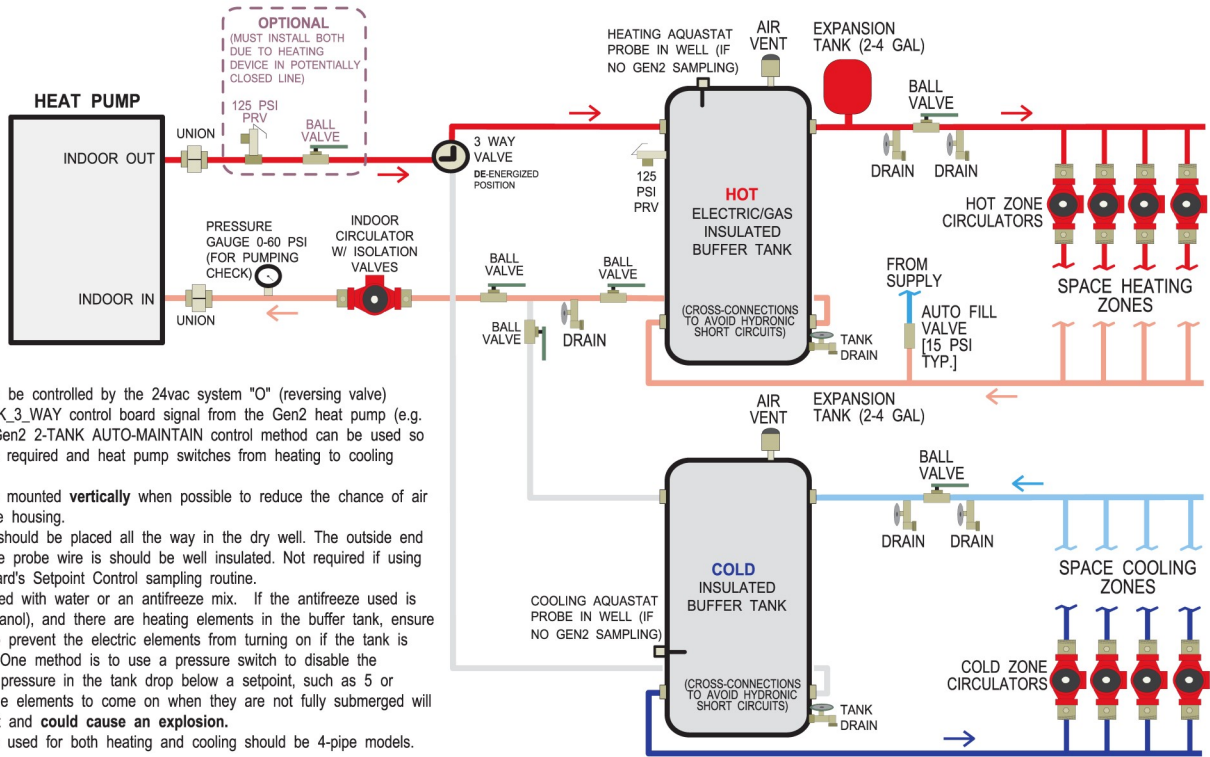 OPTIONAL
(MUST INSTALL BOTH
DUE TO HEATING
DEVICE IN POTENTIALLY
CLOSED LINE)
125 PSI
PRV
BALL
VALVE
HEAT PUMP
INDOOR OUT
UNION
3 WAY
VALVE
DE-ENERGIZED
POSITION
HEATING AQUASTAT
PROBE IN WELL (IF
NO GEN2 SAMPLING)
AIR
VENT
EXPANSION
TANK (2-4 GAL)
BALL
VALVE
DRAIN
DRAIN
125
PSI
PRV
HOT
ELECTRIC/GAS
INSULATED
BUFFER TANK
HOT ZONE
CIRCULATORS
SPACE HEATING
ZONES
PRESSURE
GAUGE 0-60 PSI
(FOR PUMPING
CHECK)
INDOOR
CIRCULATOR
W/ ISOLATION
VALVES
BALL
VALVE
BALL
VALVE
INDOOR IN
UNION
BALL
VALVE
DRAIN
(CROSS-CONNECTIONS
TO AVOID HYDRONIC
SHORT CIRCUITS)
TANK
DRAIN
FROM
SUPPLY
AUTO FILL
VALVE
[15 PSI
TYP.]
be controlled by the 24vac system "O" (reversing valve)
K_3_WAY control board signal from the Gen2 heat pump (e.g.
Gen2 2-TANK AUTO-MAINTAIN control method can be used so
required and heat pump switches from heating to cooling
mounted vertically when possible to reduce the chance of air
e housing.
should be placed all the way in the dry well. The outside end
e probe wire is should be well insulated. Not required if using
ard's Setpoint Control sampling routine.
ed with water or an antifreeze mix. If the antifreeze used is
anol), and there are heating elements in the buffer tank, ensure
prevent the electric elements from turning on if the tank is
One method is to use a pressure switch to disable the
pressure in the tank drop below a setpoint, such as 5 or
e elements to come on when they are not fully submerged will
and could cause an explosion.
used for both heating and cooling should be 4-pipe models.
AIR
VENT
EXPANSION
TANK (2-4 GAL)
BALL
VALVE
DRAIN
DRAIN
COLD
INSULATED
BUFFER TANK
SPACE COOLING
ZONES
COOLING AQUASTAT
PROBE IN WELL (IF
NO GEN2 SAMPLING)
COLD ZONE
CIRCULATORS
(CROSS-CONNECTIONS
TO AVOID HYDRONIC
SHORT CIRCUITS)
TANK
DRAIN